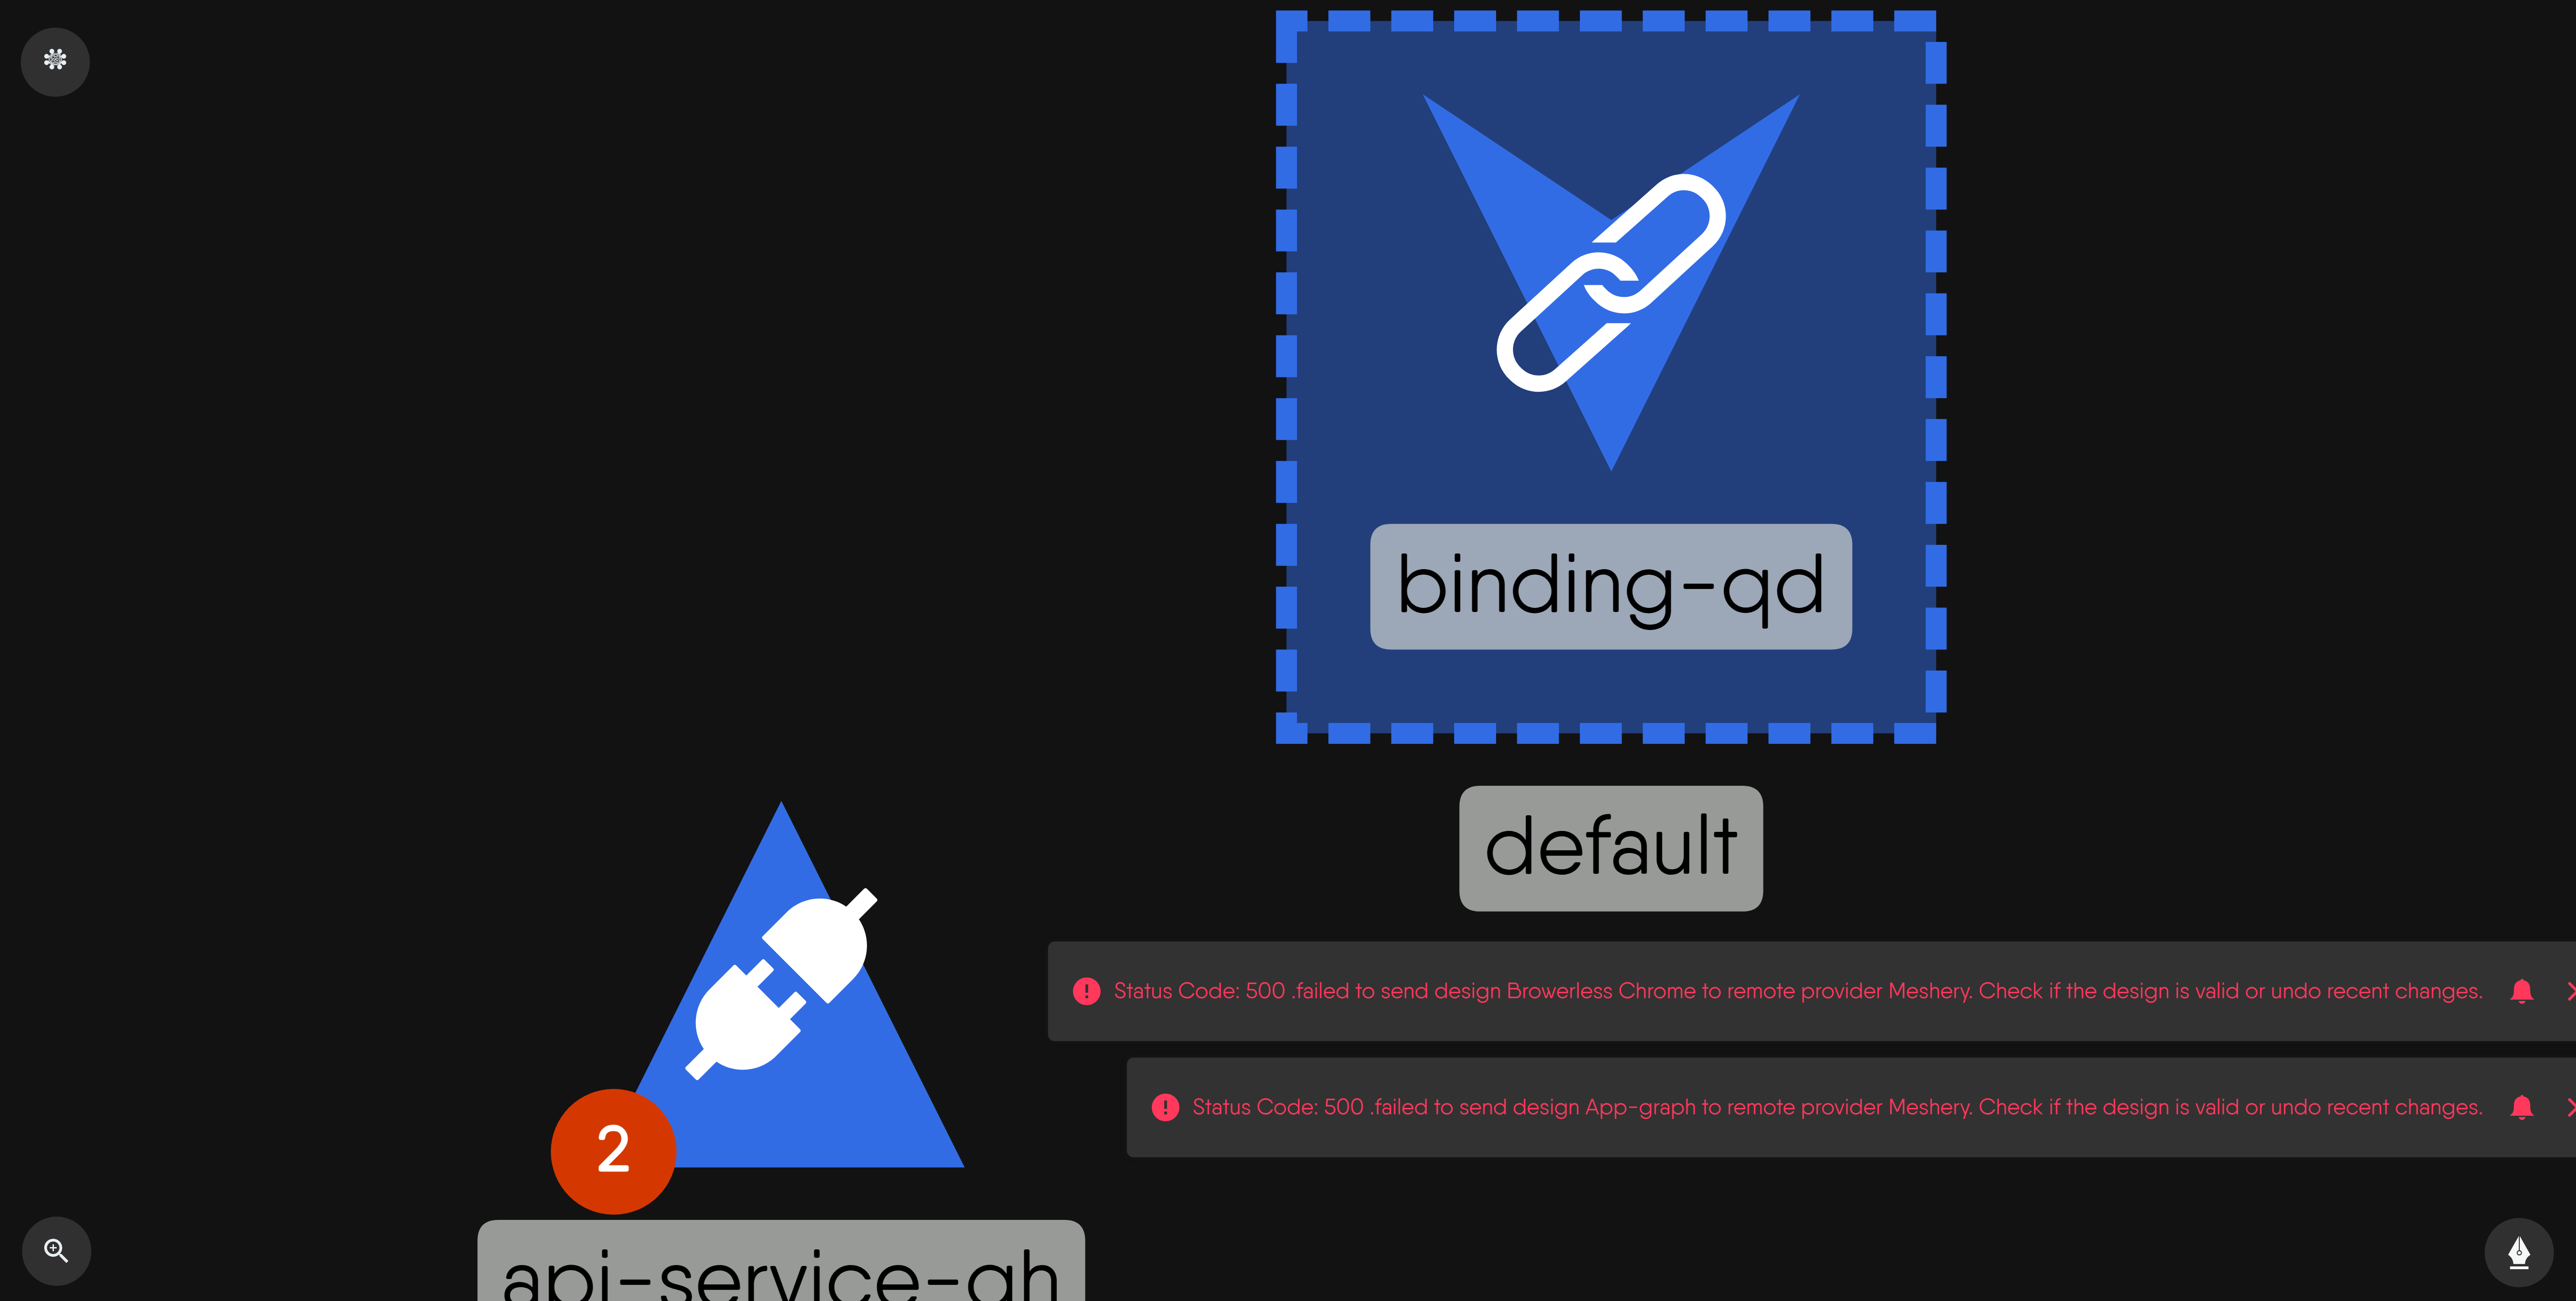 binding-qd
default
Status Code: 500 .failed to send design Browerless Chrome to remote provider Meshery. Check if the design is valid or undo recent changes.
Status Code: 500 .failed to send design App-graph to remote provider Meshery. Check if the design is valid or undo recent changes.
2